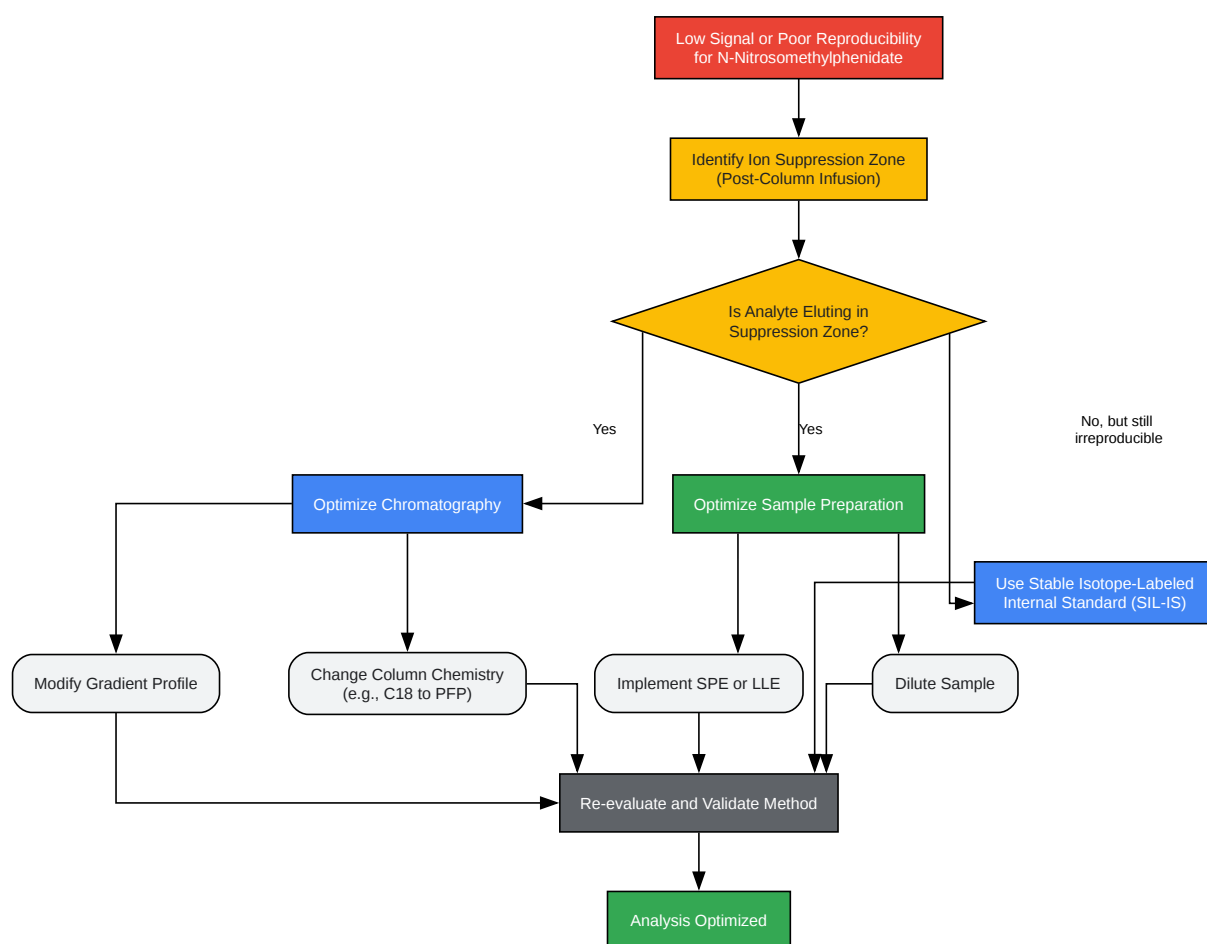 Low Signal or Poor Reproducibility
for N-Nitrosomethylphenidate
Identify Ion Suppression Zone
(Post-Column Infusion)
Is Analyte Eluting in
Suppression Zone?
Yes
Yes
No, but still
irreproducible
Optimize Chromatography
Optimize Sample Preparation
Use Stable Isotope-Labeled
Internal Standard (SIL-IS)
Modify Gradient Profile
Change Column Chemistry
(e.g., C18 to PFP)
Implement SPE or LLE
Dilute Sample
Re-evaluate and Validate Method
Analysis Optimized